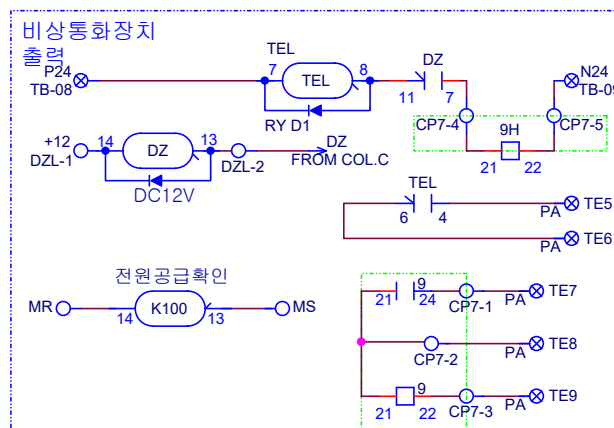 비상통화장치
출력
TEL
P24
TB-08
7
TEL
8
DZ
11
7
N24
TB-09
RY D1
CP7-4
9H
CP7-5
21
22
+12
DZL-1
14
DZ
13
DZL-2
DZ
FROM COL.C
DC12V
TEL
6
4
PA
TE5
PA
TE6
전원공급확인
MR
14
K100
13
MS
9
21
24
CP7-1
PA
TE7
CP7-2
PA
TE8
9
21
22
CP7-3
PA
TE9